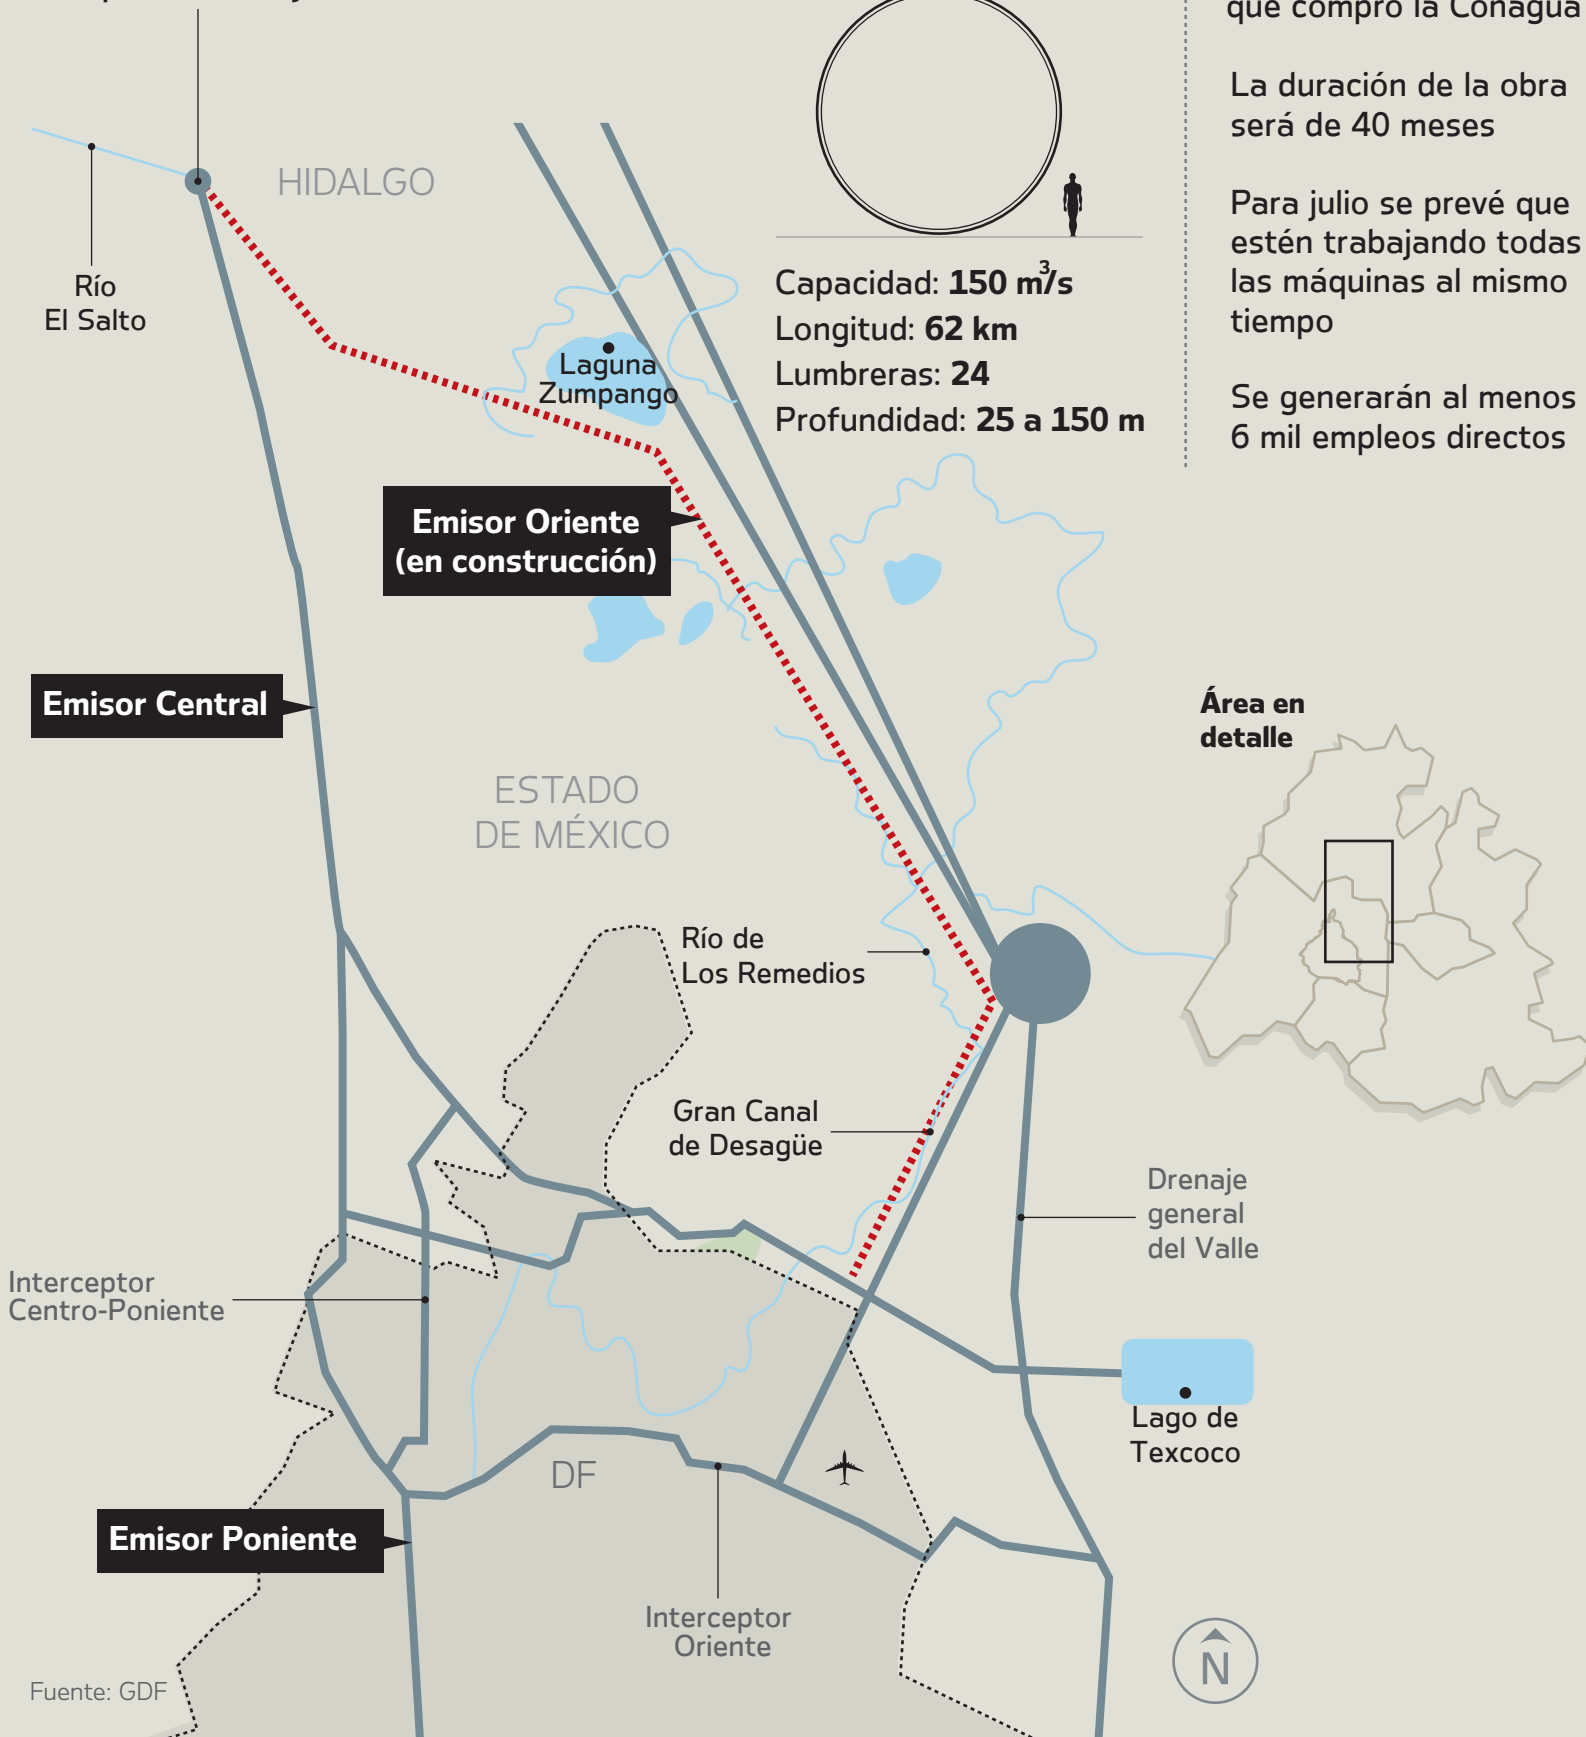 que compró la Conagua
La duración de la obra
será de 40 meses
Para julio se prevé que
estén trabajando todas
las máquinas al mismo
tiempo
Se generarán al menos
6 mil empleos directos
HIDALGO
Río
El Salto
Capacidad: 150 m³/s
Longitud: 62 km
Lumbreras: 24
Profundidad: 25 a 150 m
Laguna
Zumpango
Emisor Oriente
(en construcción)
Emisor Central
Área en
detalle
ESTADO
DE MÉXICO
Río de
Los Remedios
Gran Canal
de Desagüe
Drenaje
general
del Valle
Interceptor
Centro-Poniente
Lago de
Texcoco
DF
Emisor Poniente
Interceptor
Oriente
N
Fuente: GDF